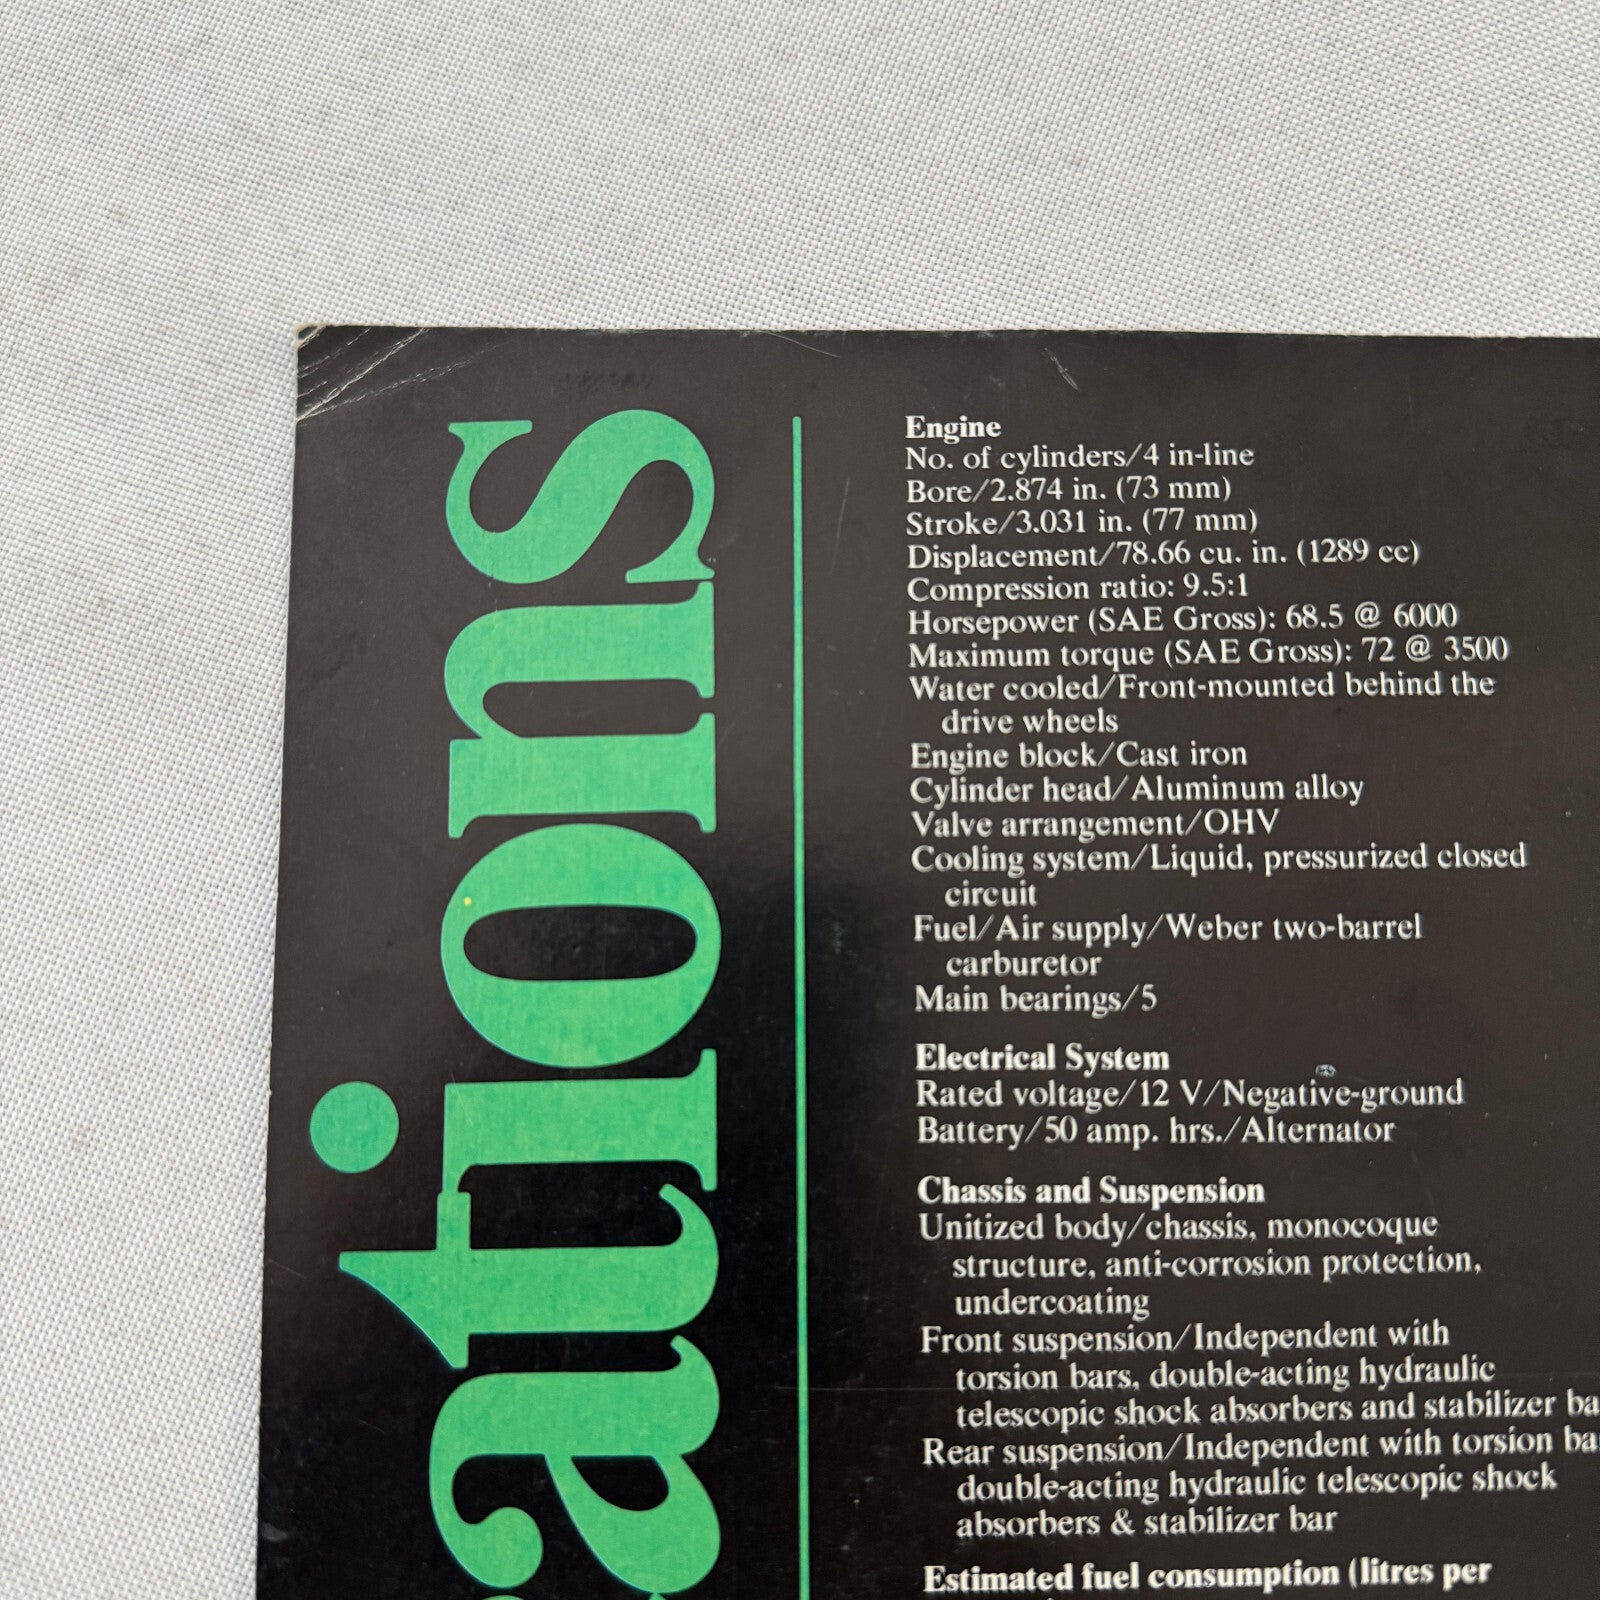 ations
Engine
No. of cylinders/4 in-line
Bore/2.874 in. (73 mm)
Stroke/3.031 in. (77 mm)
Displacement/78.66 cu. in. (1289 cc)
Compression ratio: 9.5:1
Horsepower (SAE Gross): 68.5 @ 6000
Maximum torque (SAE Gross): 72 @ 3500
Water cooled/Front-mounted behind the
drive wheels
Engine block/Cast iron
Cylinder head/Aluminum alloy
Valve arrangement/OHV
Cooling system/Liquid, pressurized closed
circuit
Fuel/Air supply/Weber two-barrel
carburetor
Main bearings/5
Electrical System
Rated voltage/12 V/Negative-ground
Battery/50 amp. hrs./Alternator
Chassis and Suspension
Unitized body/chassis, monocoque
structure, anti-corrosion protection,
undercoating
Front suspension/Independent with
torsion bars, double-acting hydraulic
telescopic shock absorbers and stabilizer ba
Rear suspension/Independent with torsion ba
double-acting hydraulic telescopic shock
absorbers & stabilizer bar
Estimated fuel consumption (litres per